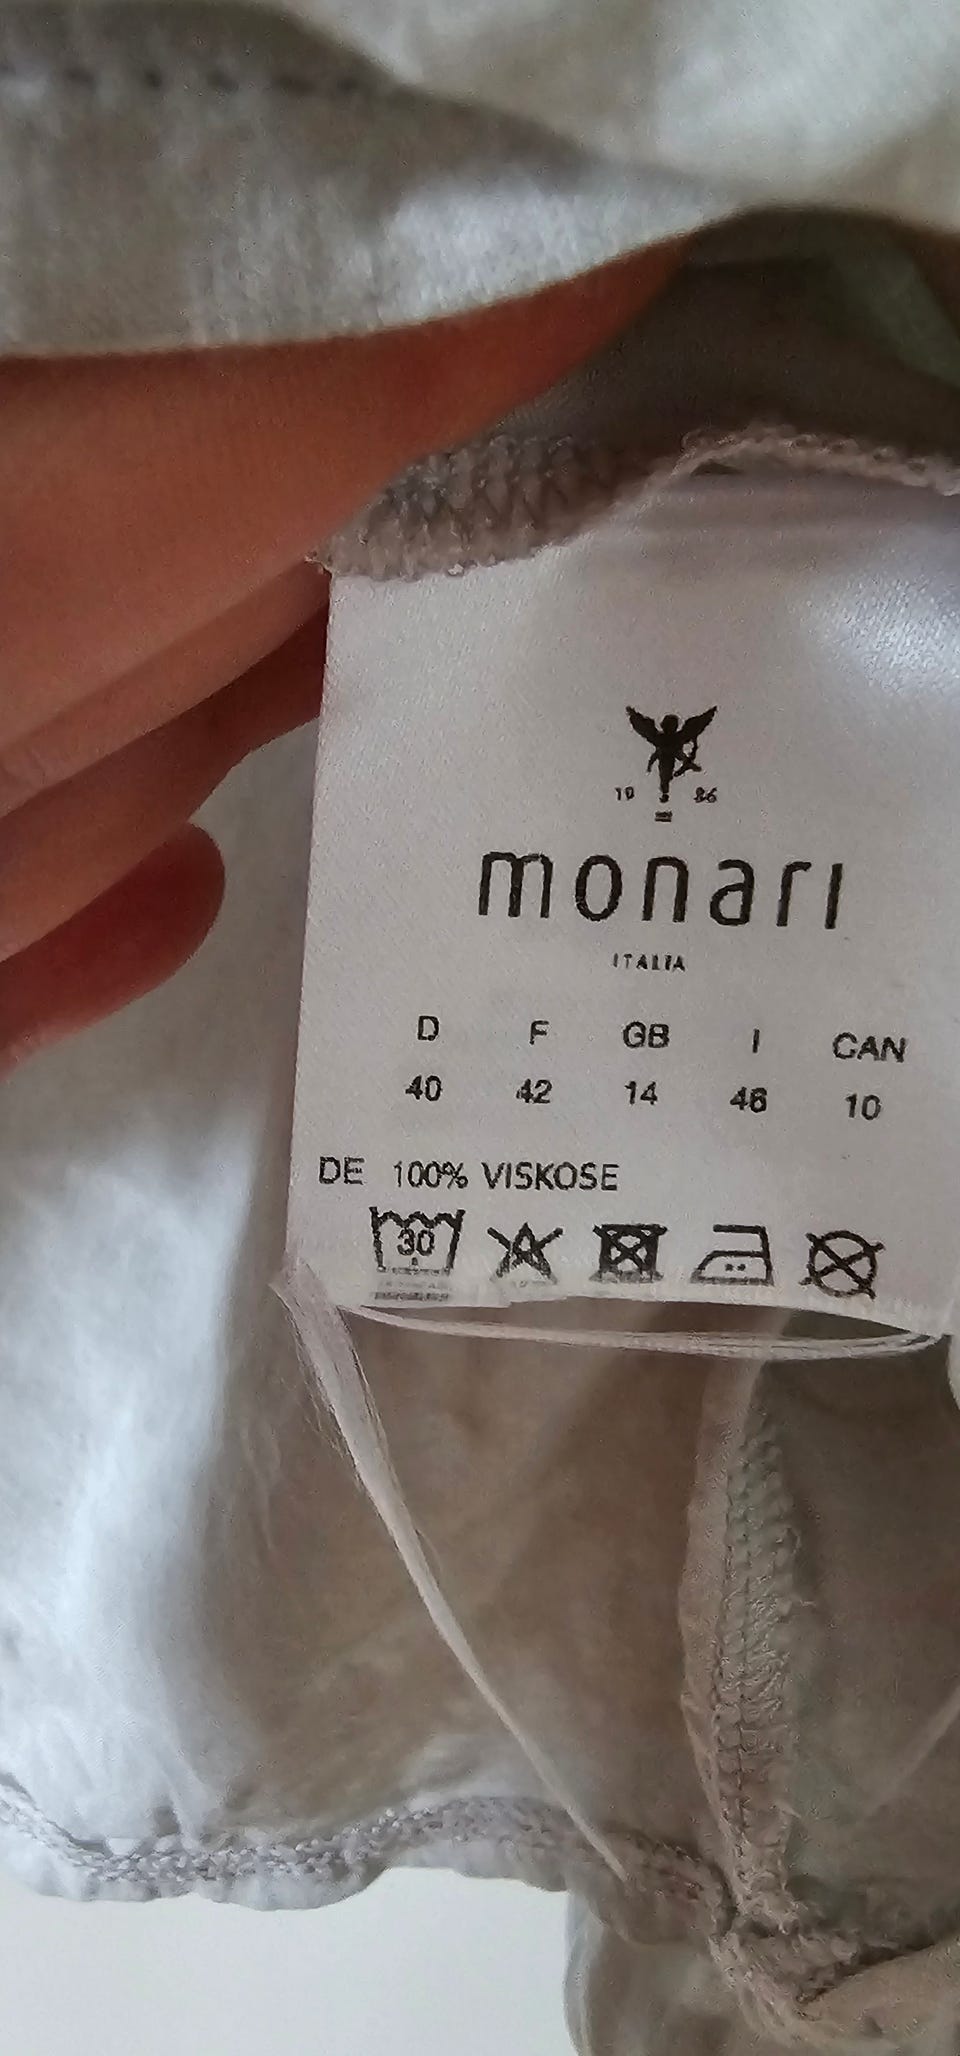 19 86
monari
ITALIA
D F GB I CAN
40 42 14 46 10
DE 100% VISKOSE
30